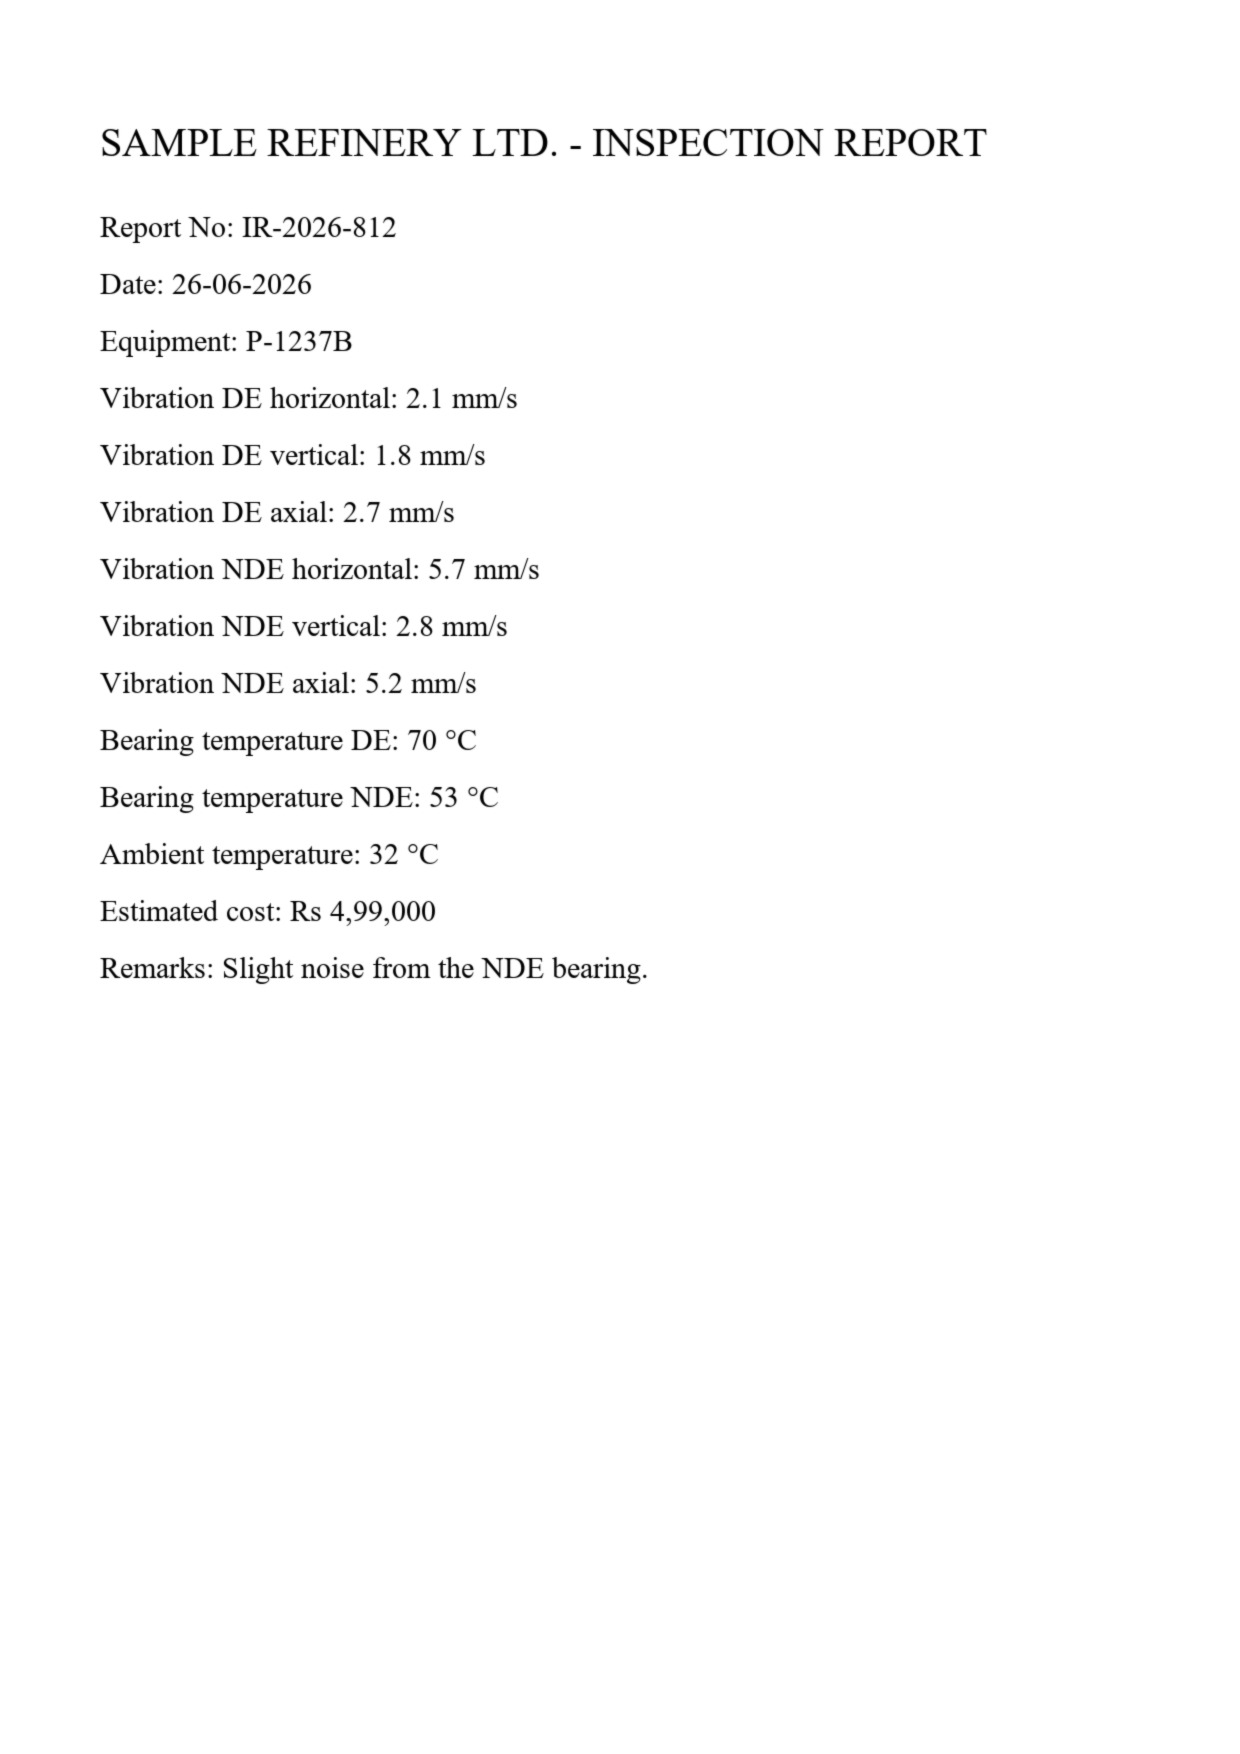 SAMPLE REFINERY LTD. - INSPECTION REPORT
Report No: IR-2026-812
Date: 26-06-2026
Equipment: P-1237B
Vibration DE horizontal: 2.1 mm/s
Vibration DE vertical: 1.8 mm/s
Vibration DE axial: 2.7 mm/s
Vibration NDE horizontal: 5.7 mm/s
Vibration NDE vertical: 2.8 mm/s
Vibration NDE axial: 5.2 mm/s
Bearing temperature DE: 70 °C
Bearing temperature NDE: 53 °C
Ambient temperature: 32 °C
Estimated cost: Rs 4,99,000
Remarks: Slight noise from the NDE bearing.